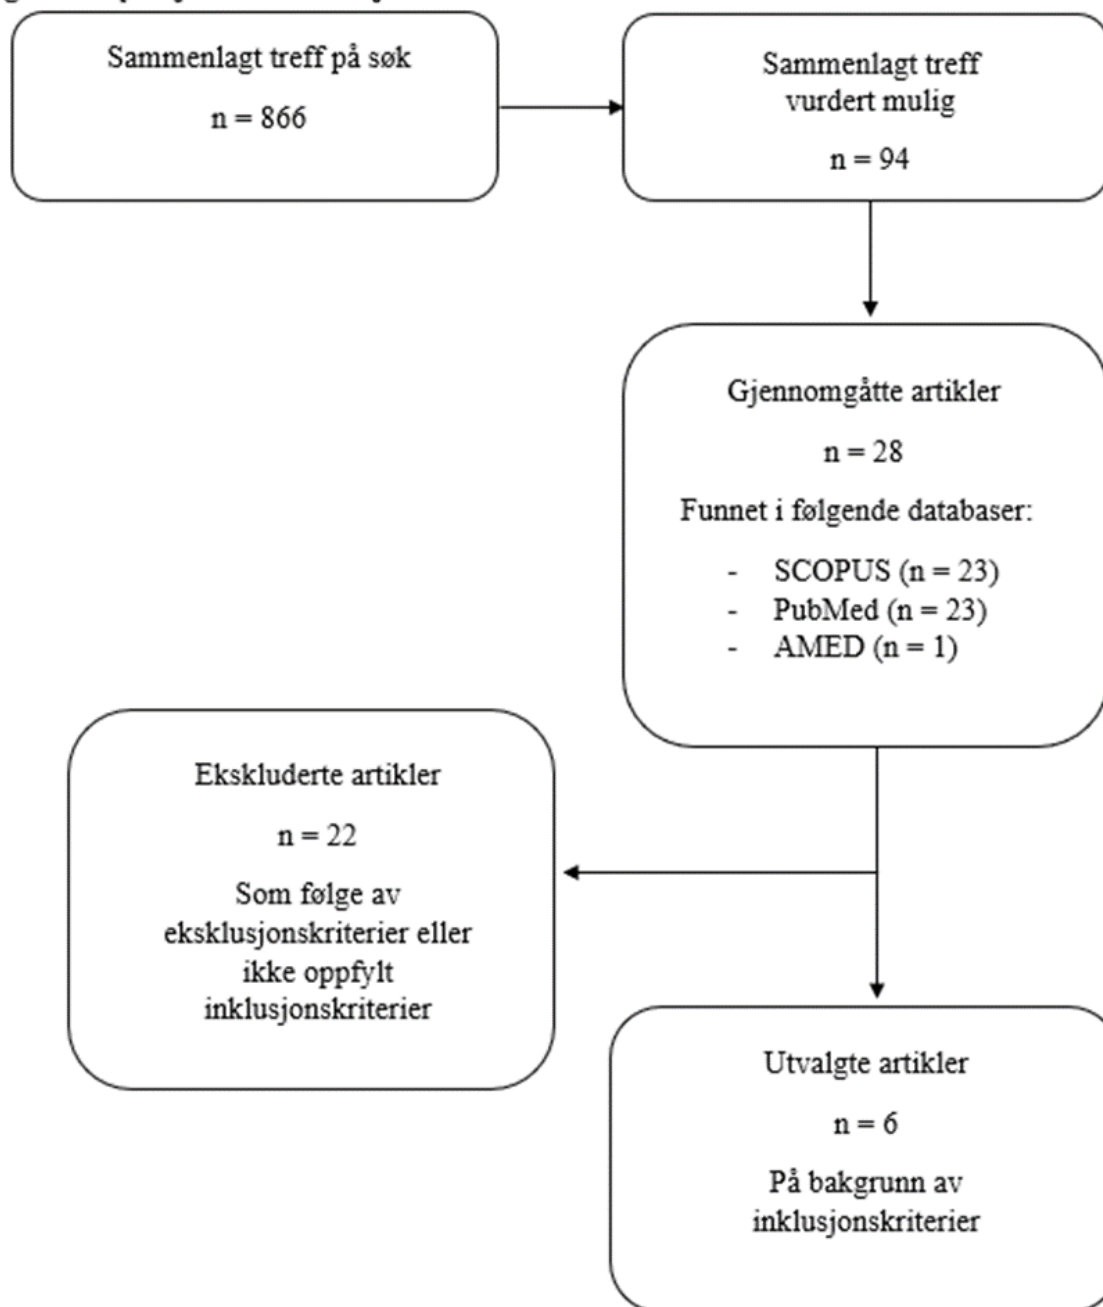 Sammenlagt treff på søk
n = 866
Sammenlagt treff
vurdert mulig
n = 94
Gjennomgåtte artikler
n = 28
Funnet i følgende databaser:
- SCOPUS (n = 23)
- PubMed (n = 23)
- AMED (n = 1)
Ekskluderte artikler
n = 22
Som følge av
eksklusjonskriterier eller
ikke oppfylt
inklusjonskriterier
Utvalgte artikler
n = 6
På bakgrunn av
inklusjonskriterier